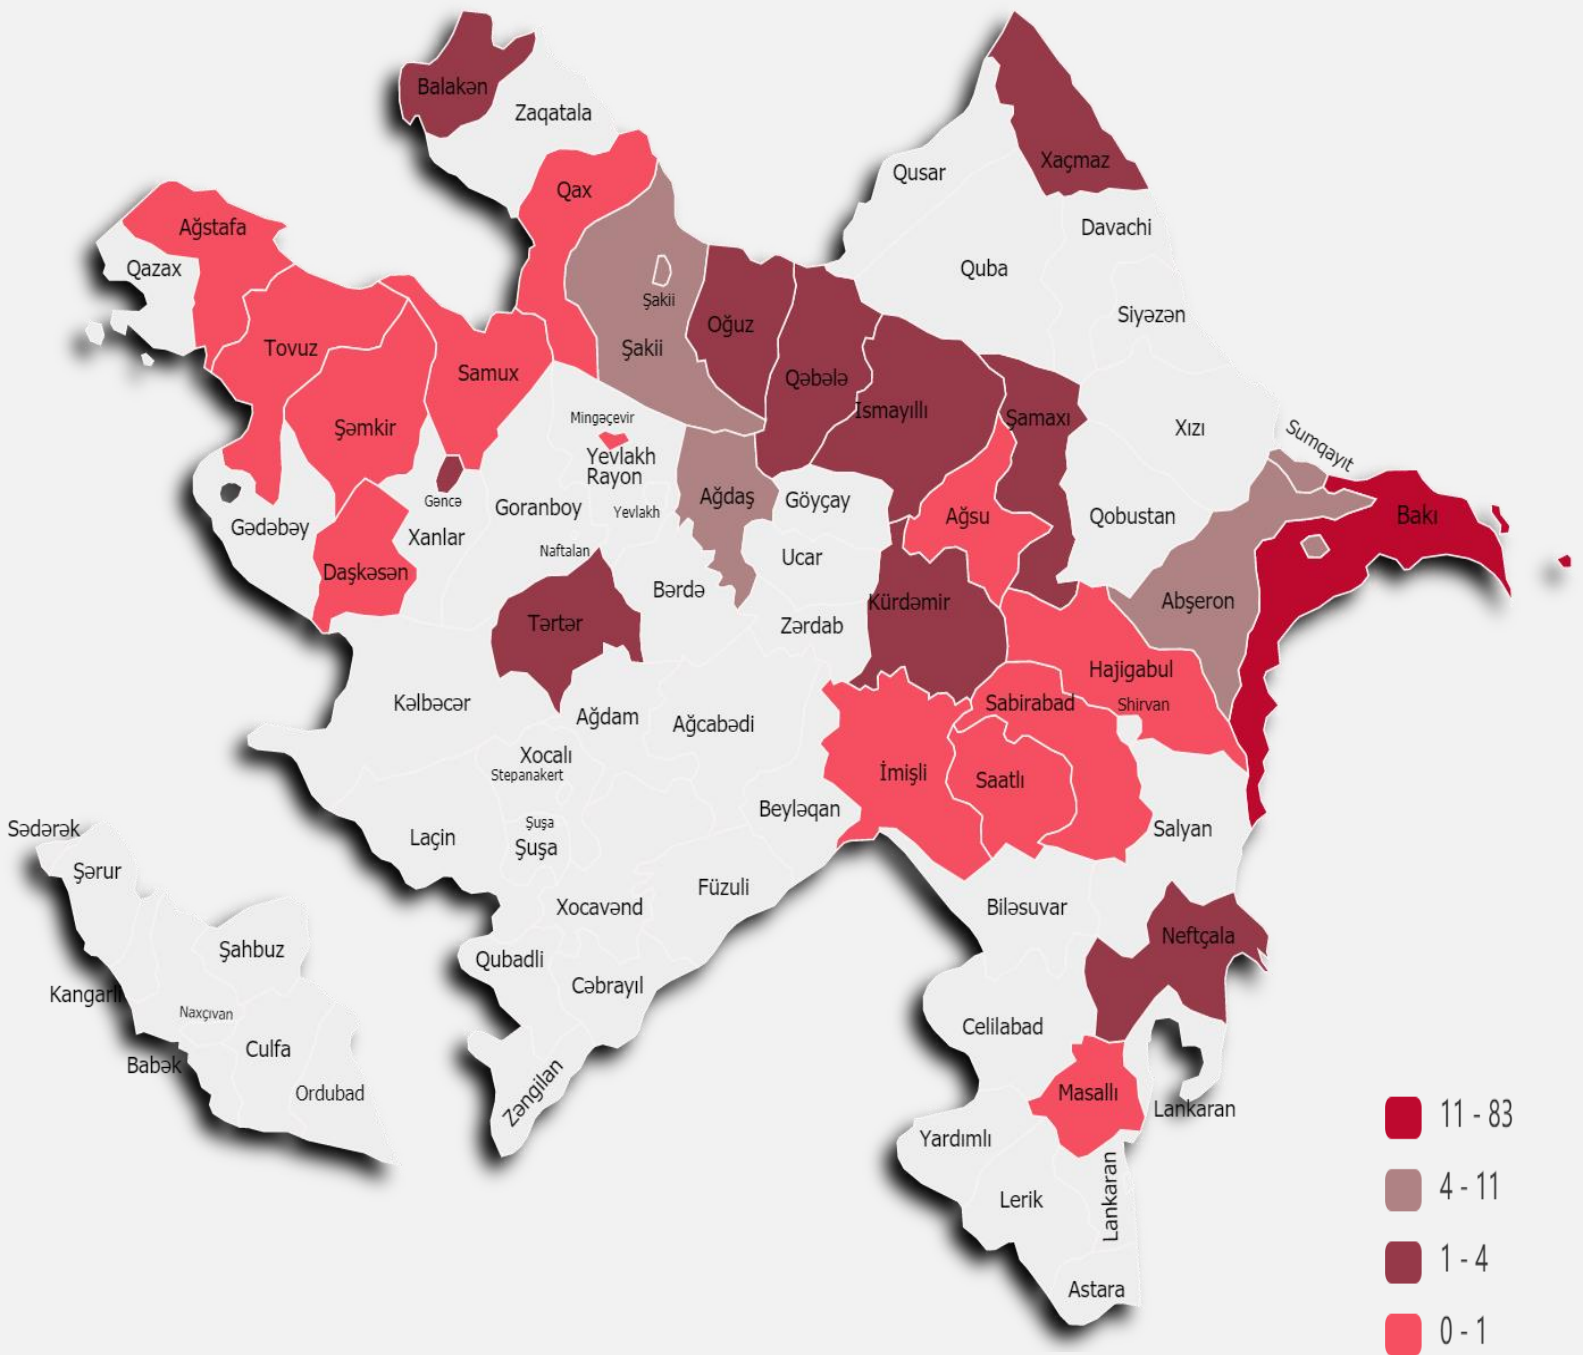 Balakən
Zaqatala
Xaçmaz
Qusar
Qax
Ağstafa
Davachi
Qazax
Quba
Şakii
Siyəzən
Oğuz
Tovuz
Şakii
Samux
Qəbələ
Ismayıllı
Mingəçevir
Şamaxı
Şəmkir
Xızı
Sumqayıt
Yevlakh
Rayon
Gəncə
Ağdaş
Göyçay
Goranboy
Yevlakh
Ağsu
Qobustan
Bakı
Gədəbəy
Xanlar
Naftalan
Ucar
Daşkəsən
Bərdə
Kürdəmir
Abşeron
Tərtər
Zərdab
Hajigabul
Kəlbəcər
Sabirabad
Shirvan
Ağdam
Ağcabədi
Xocalı
Stepanakert
İmişli
Saatlı
Beyləqan
Sədərək
Laçin
Şuşa
Şuşa
Salyan
Şərur
Füzuli
Xocavənd
Biləsuvar
Şahbuz
Qubadli
Neftçala
Kangarli
Cəbrayıl
Naxçıvan
Celilabad
Culfa
Babək
Ordubad
Zəngilan
Masallı
Lankaran
11 - 83
Yardımlı
4 - 11
Lerik
Lankaran
1 - 4
Astara
0 - 1